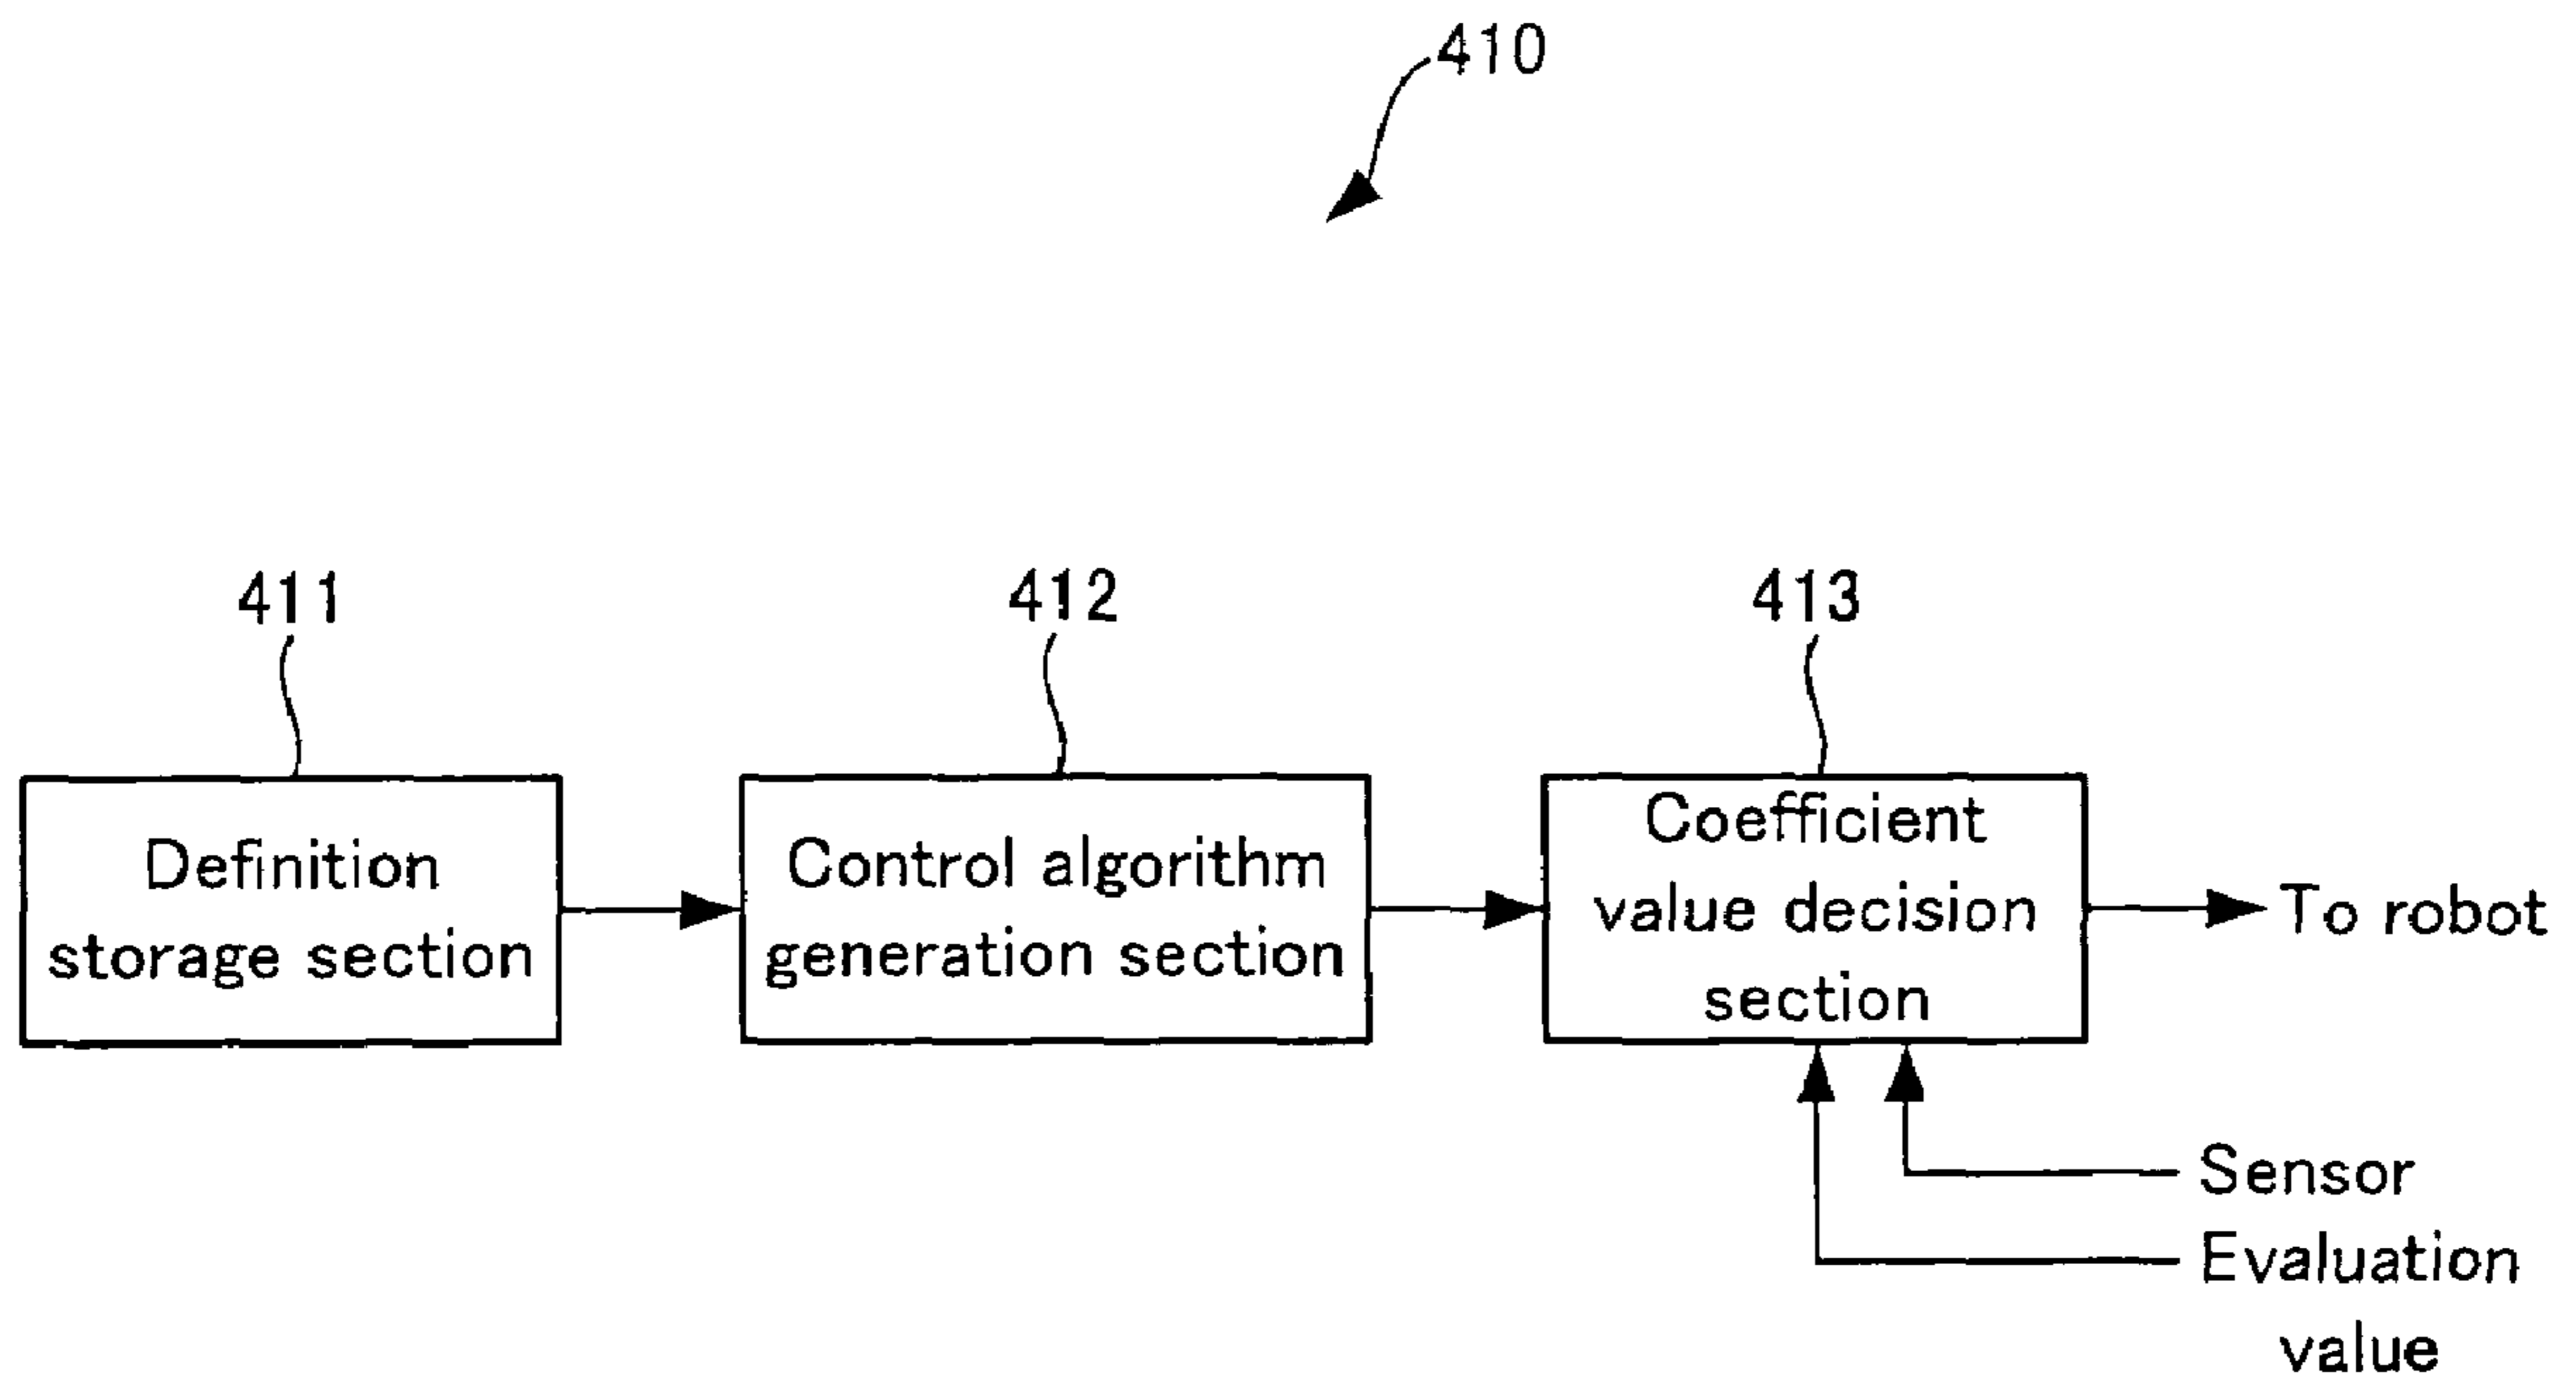 410
411
412
413
Definition
storage section
Control algorithm
generation section
Coefficient
value decision
section
To robot
Sensor
Evaluation
value